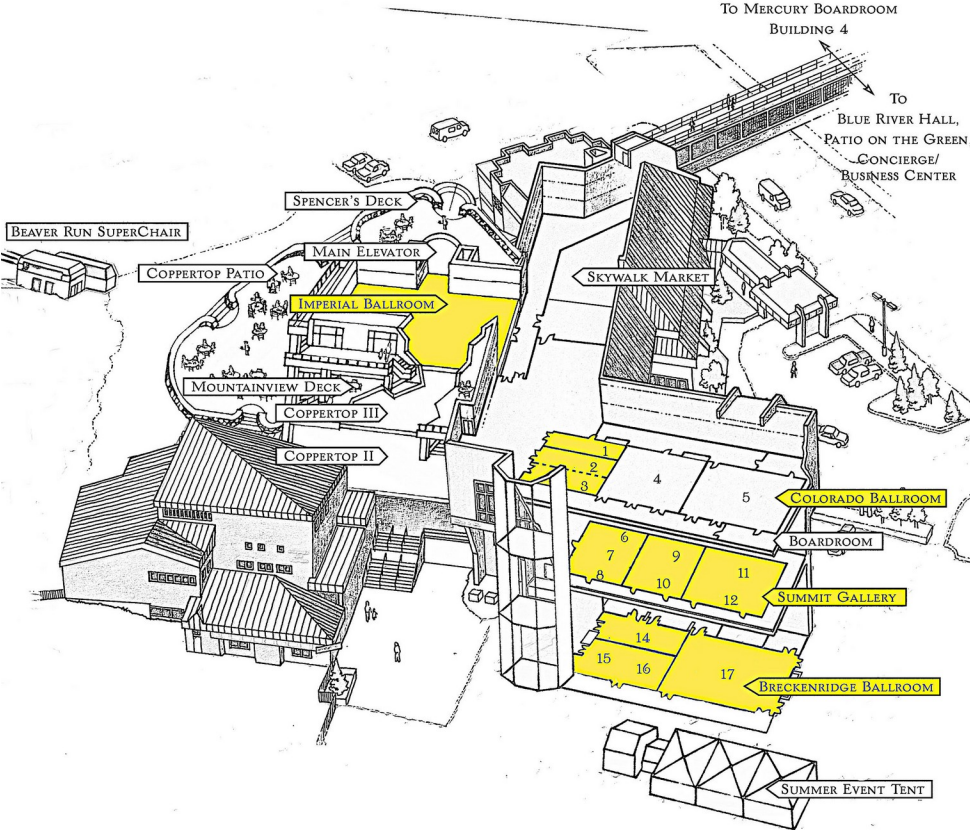 To Mercury Boardroom
Building 4
To
Blue River Hall,
Patio on the Green
Concierge/
Business Center
Spencer's Deck
Beaver Run SuperChair
Main Elevator
Coppertop Patio
Skywalk Market
Imperial Ballroom
Mountainview Deck
Coppertop III
Coppertop II
1
2
3
4
5
Colorado Ballroom
Boardroom
6
7
8
9
10
11
12
Summit Gallery
14
15
16
17
Breckenridge Ballroom
Summer Event Tent